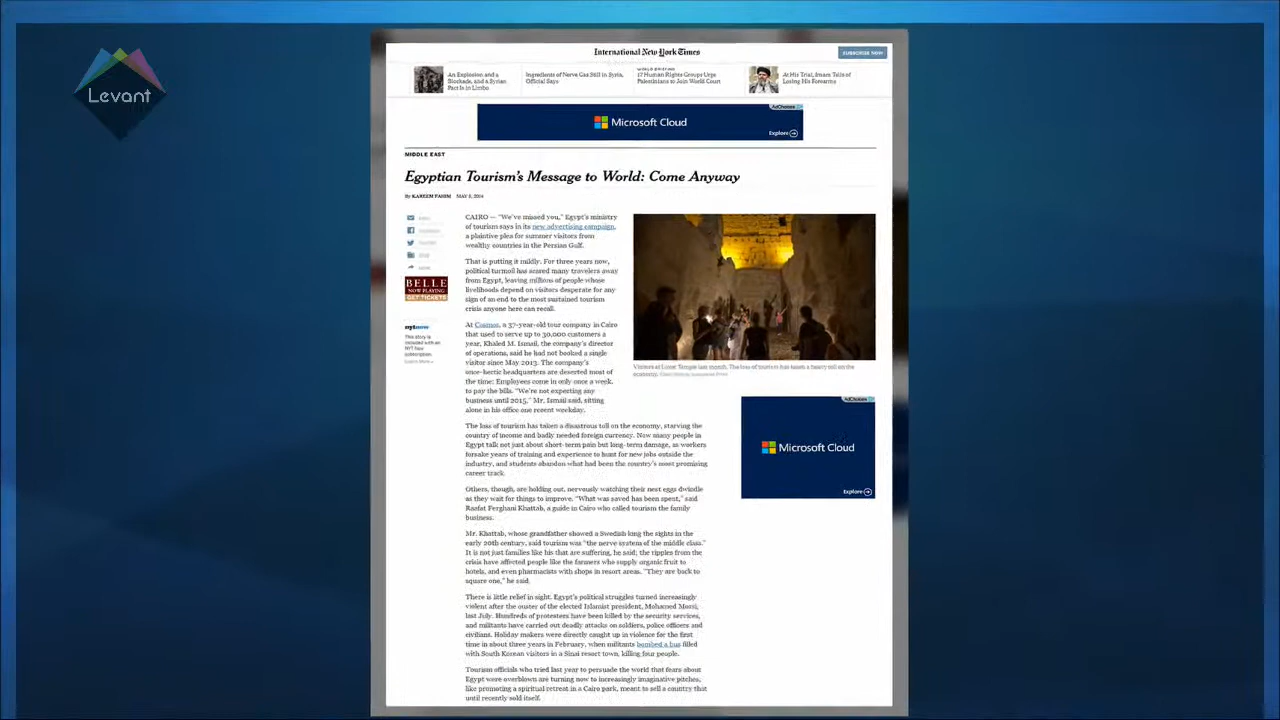 Levant
International New York Times
SUBSCRIBE NOW
An Explosion and a
Blockade, and a Syrian
Pact Is in Limbo
Ingredients of Nerve Gas Still in Syria,
Official Says
17 Human Rights Groups Urge
Palestinians to Join World Court
At His Trial, Imam Tells of
Losing His Forearms
AdChoices
Microsoft Cloud
Explore
MIDDLE EAST
Egyptian Tourism's Message to World: Come Anyway
By KAREEM FAHIM MAY 8, 2014
CAIRO — "We've missed you," Egypt's ministry
of tourism says in its new advertising campaign,
a plaintive plea for summer visitors from
wealthy countries in the Persian Gulf.
That is putting it mildly. For three years now,
political turmoil has scared many travelers away
from Egypt, leaving millions of people whose
livelihoods depend on visitors desperate for any
sign of an end to the most sustained tourism
crisis anyone here can recall.
At Cosmos, a 37-year-old tour company in Cairo
that used to serve up to 30,000 customers a
year, Khaled M. Ismail, the company's director
of operations, said he had not booked a single
visitor since May 2013. The company's
once-hectic headquarters are deserted most of
the time: Employees come in only once a week,
to pay the bills. "We're not expecting any
business until 2015," Mr. Ismail said, sitting
alone in his office one recent weekday.
The loss of tourism has taken a disastrous toll on the economy, starving the
country of income and badly needed foreign currency. Now many people in
Egypt talk not just about short-term pain but long-term damage, as workers
forsake years of training and experience to hunt for new jobs outside the
industry, and students abandon what had been the country's most promising
career track.
Others, though, are holding out, nervously watching their nest eggs dwindle
as they wait for things to improve. "What was saved has been spent," said
Raafat Ferghani Khattab, a guide in Cairo who called tourism the family
business.
Mr. Khattab, whose grandfather showed a Swedish king the sights in the
early 20th century, said tourism was "the nerve system of the middle class."
It is not just families like his that are suffering, he said; the ripples from the
crisis have affected people like the farmers who supply organic fruit to
hotels, and even pharmacists with shops in resort areas. "They are back to
square one," he said.
There is little relief in sight. Egypt's political struggles turned increasingly
violent after the ouster of the elected Islamist president, Mohamed Morsi,
last July. Hundreds of protesters have been killed by the security services,
and militants have carried out deadly attacks on soldiers, police officers and
civilians. Holiday makers were directly caught up in violence for the first
time in about three years in February, when militants bombed a bus filled
with South Korean visitors in a Sinai resort town, killing four people.
Tourism officials who tried last year to persuade the world that fears about
Egypt were overblown are turning now to increasingly imaginative pitches,
like promoting a spiritual retreat in a Cairo park, meant to sell a country that
until recently sold itself.
BELLE
NOW PLAYING
GET TICKETS
nytnow
This story is
included with an
NYT Now
subscription.
Learn More »
Visitors at Luxor Temple last month. The loss of tourism has taken a heavy toll on the
economy.
AdChoices
Microsoft Cloud
Explore